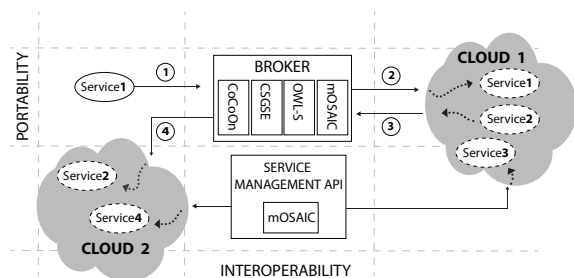 PORTABILITY
Service1
1
BROKER
CoCoOn
CSGSE
OWL-S
mOSAIC
2
3
4
CLOUD 1
Service1
Service2
Service3
Service2
Service4
CLOUD 2
SERVICE
MANAGEMENT API
mOSAIC
INTEROPERABILITY